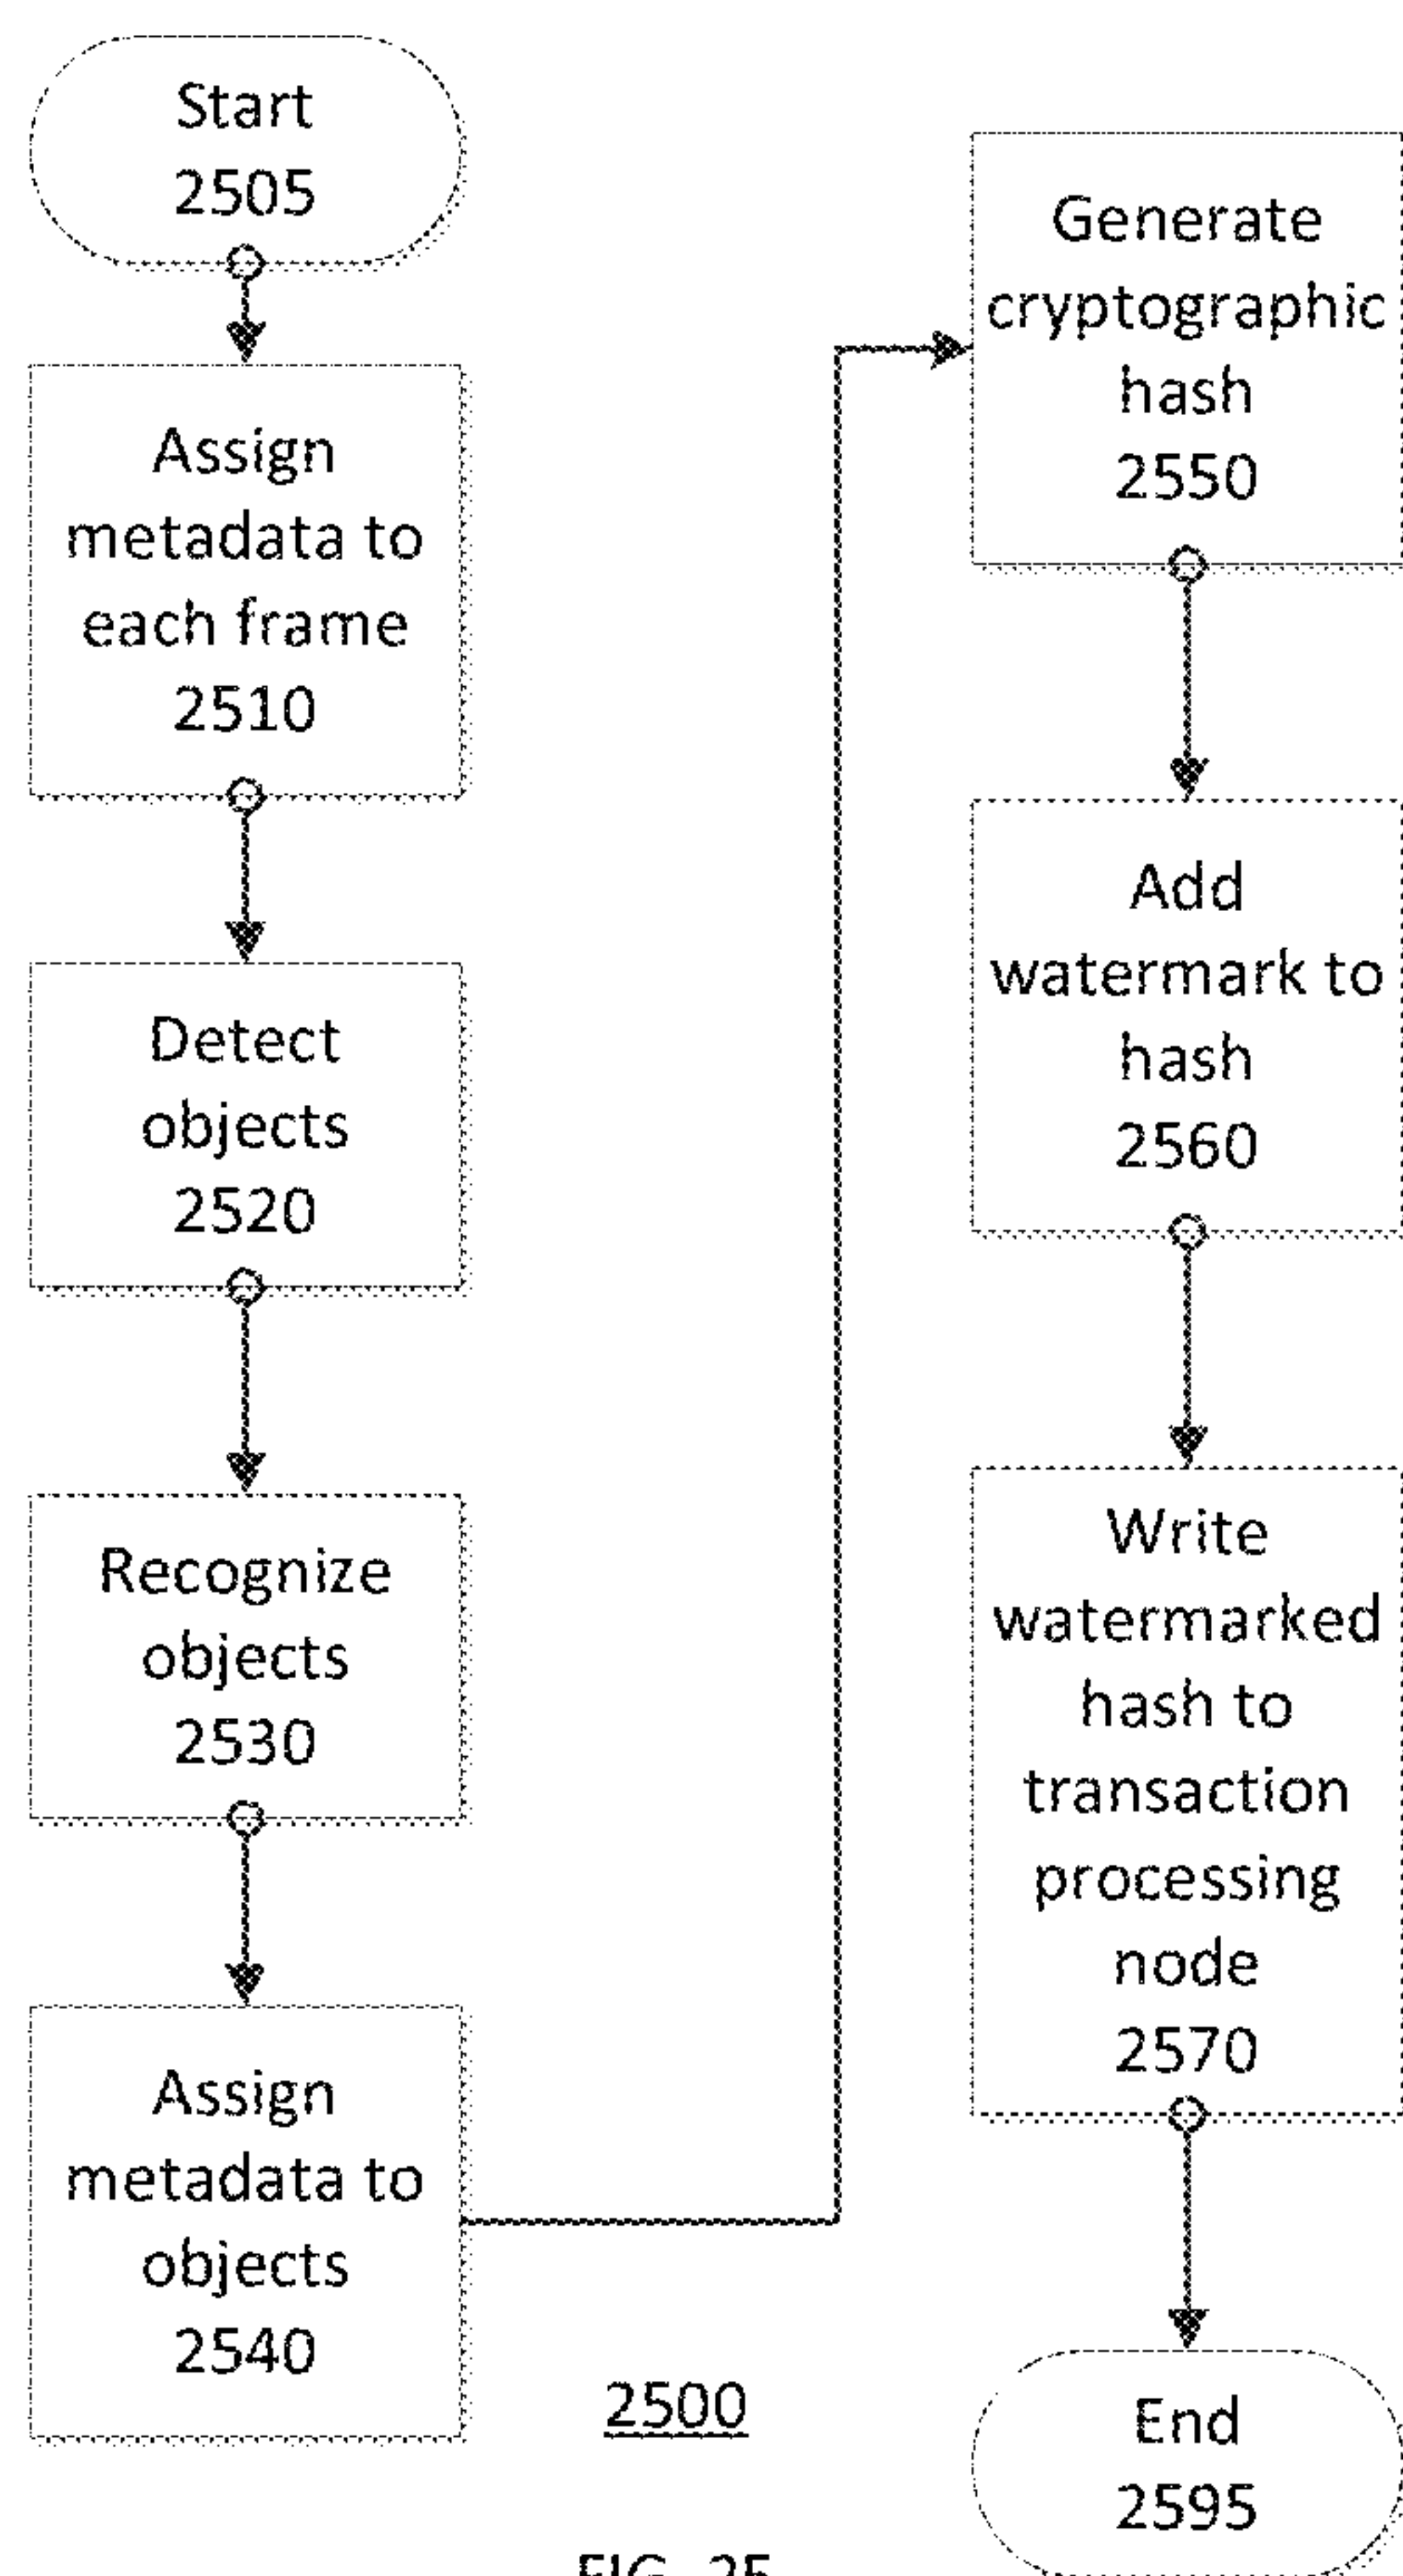 Start
2505
Assign
metadata to
each frame
2510
Detect
objects
2520
Recognize
objects
2530
Assign
metadata to
objects
2540
Generate
cryptographic
hash
2550
Add
watermark to
hash
2560
Write
watermarked
hash to
transaction
processing
node
2570
End
2595
2500
FIG. 25